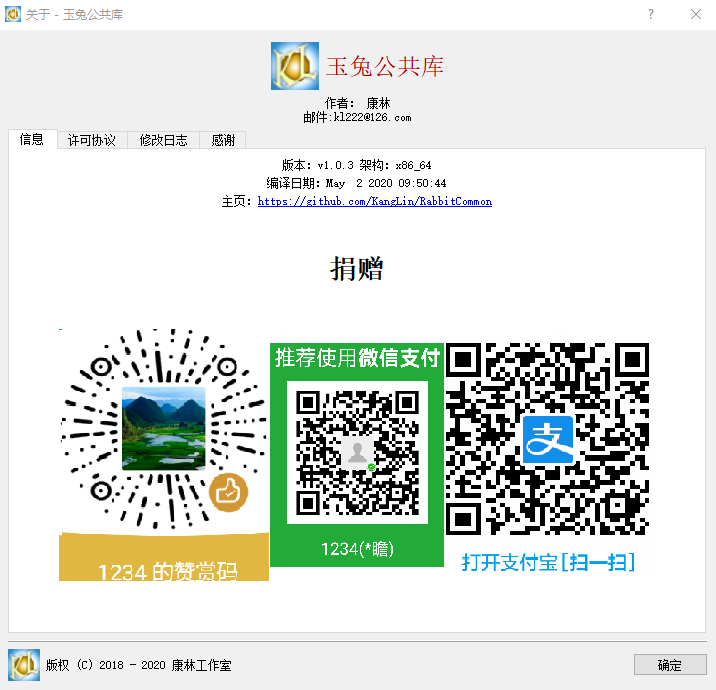 关于 - 玉兔公共库
?
玉兔公共库
作者： 康林
邮件:kl222@126.com
信息 许可协议 修改日志 感谢
版本：v1.0.3 架构：x86_64
编译日期：May  2 2020 09:50:44
主页：https://github.com/KangLin/RabbitCommon
捐赠
推荐使用微信支付
支
1234 的赞赏码
1234(*瞻)
打开支付宝[扫一扫]
版权 (C) 2018 - 2020 康林工作室
确定